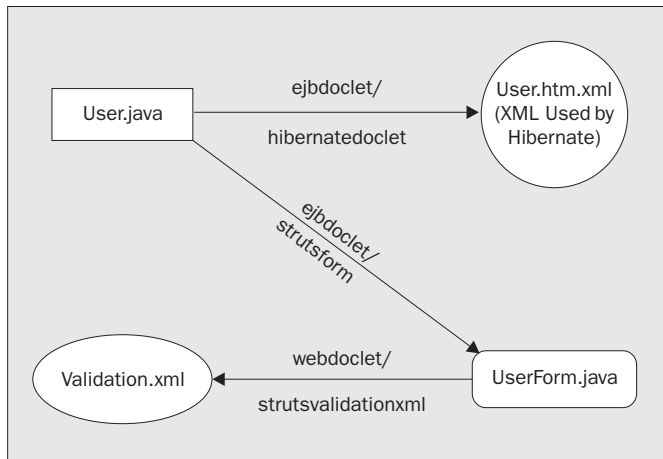 User.java
ejbdoclet/
hibernatedoclet
User.htm.xml
(XML Used by
Hibernate)
ejbdoclet/
strutsform
Validation.xml
webdoclet/
strutsvalidationxml
UserForm.java